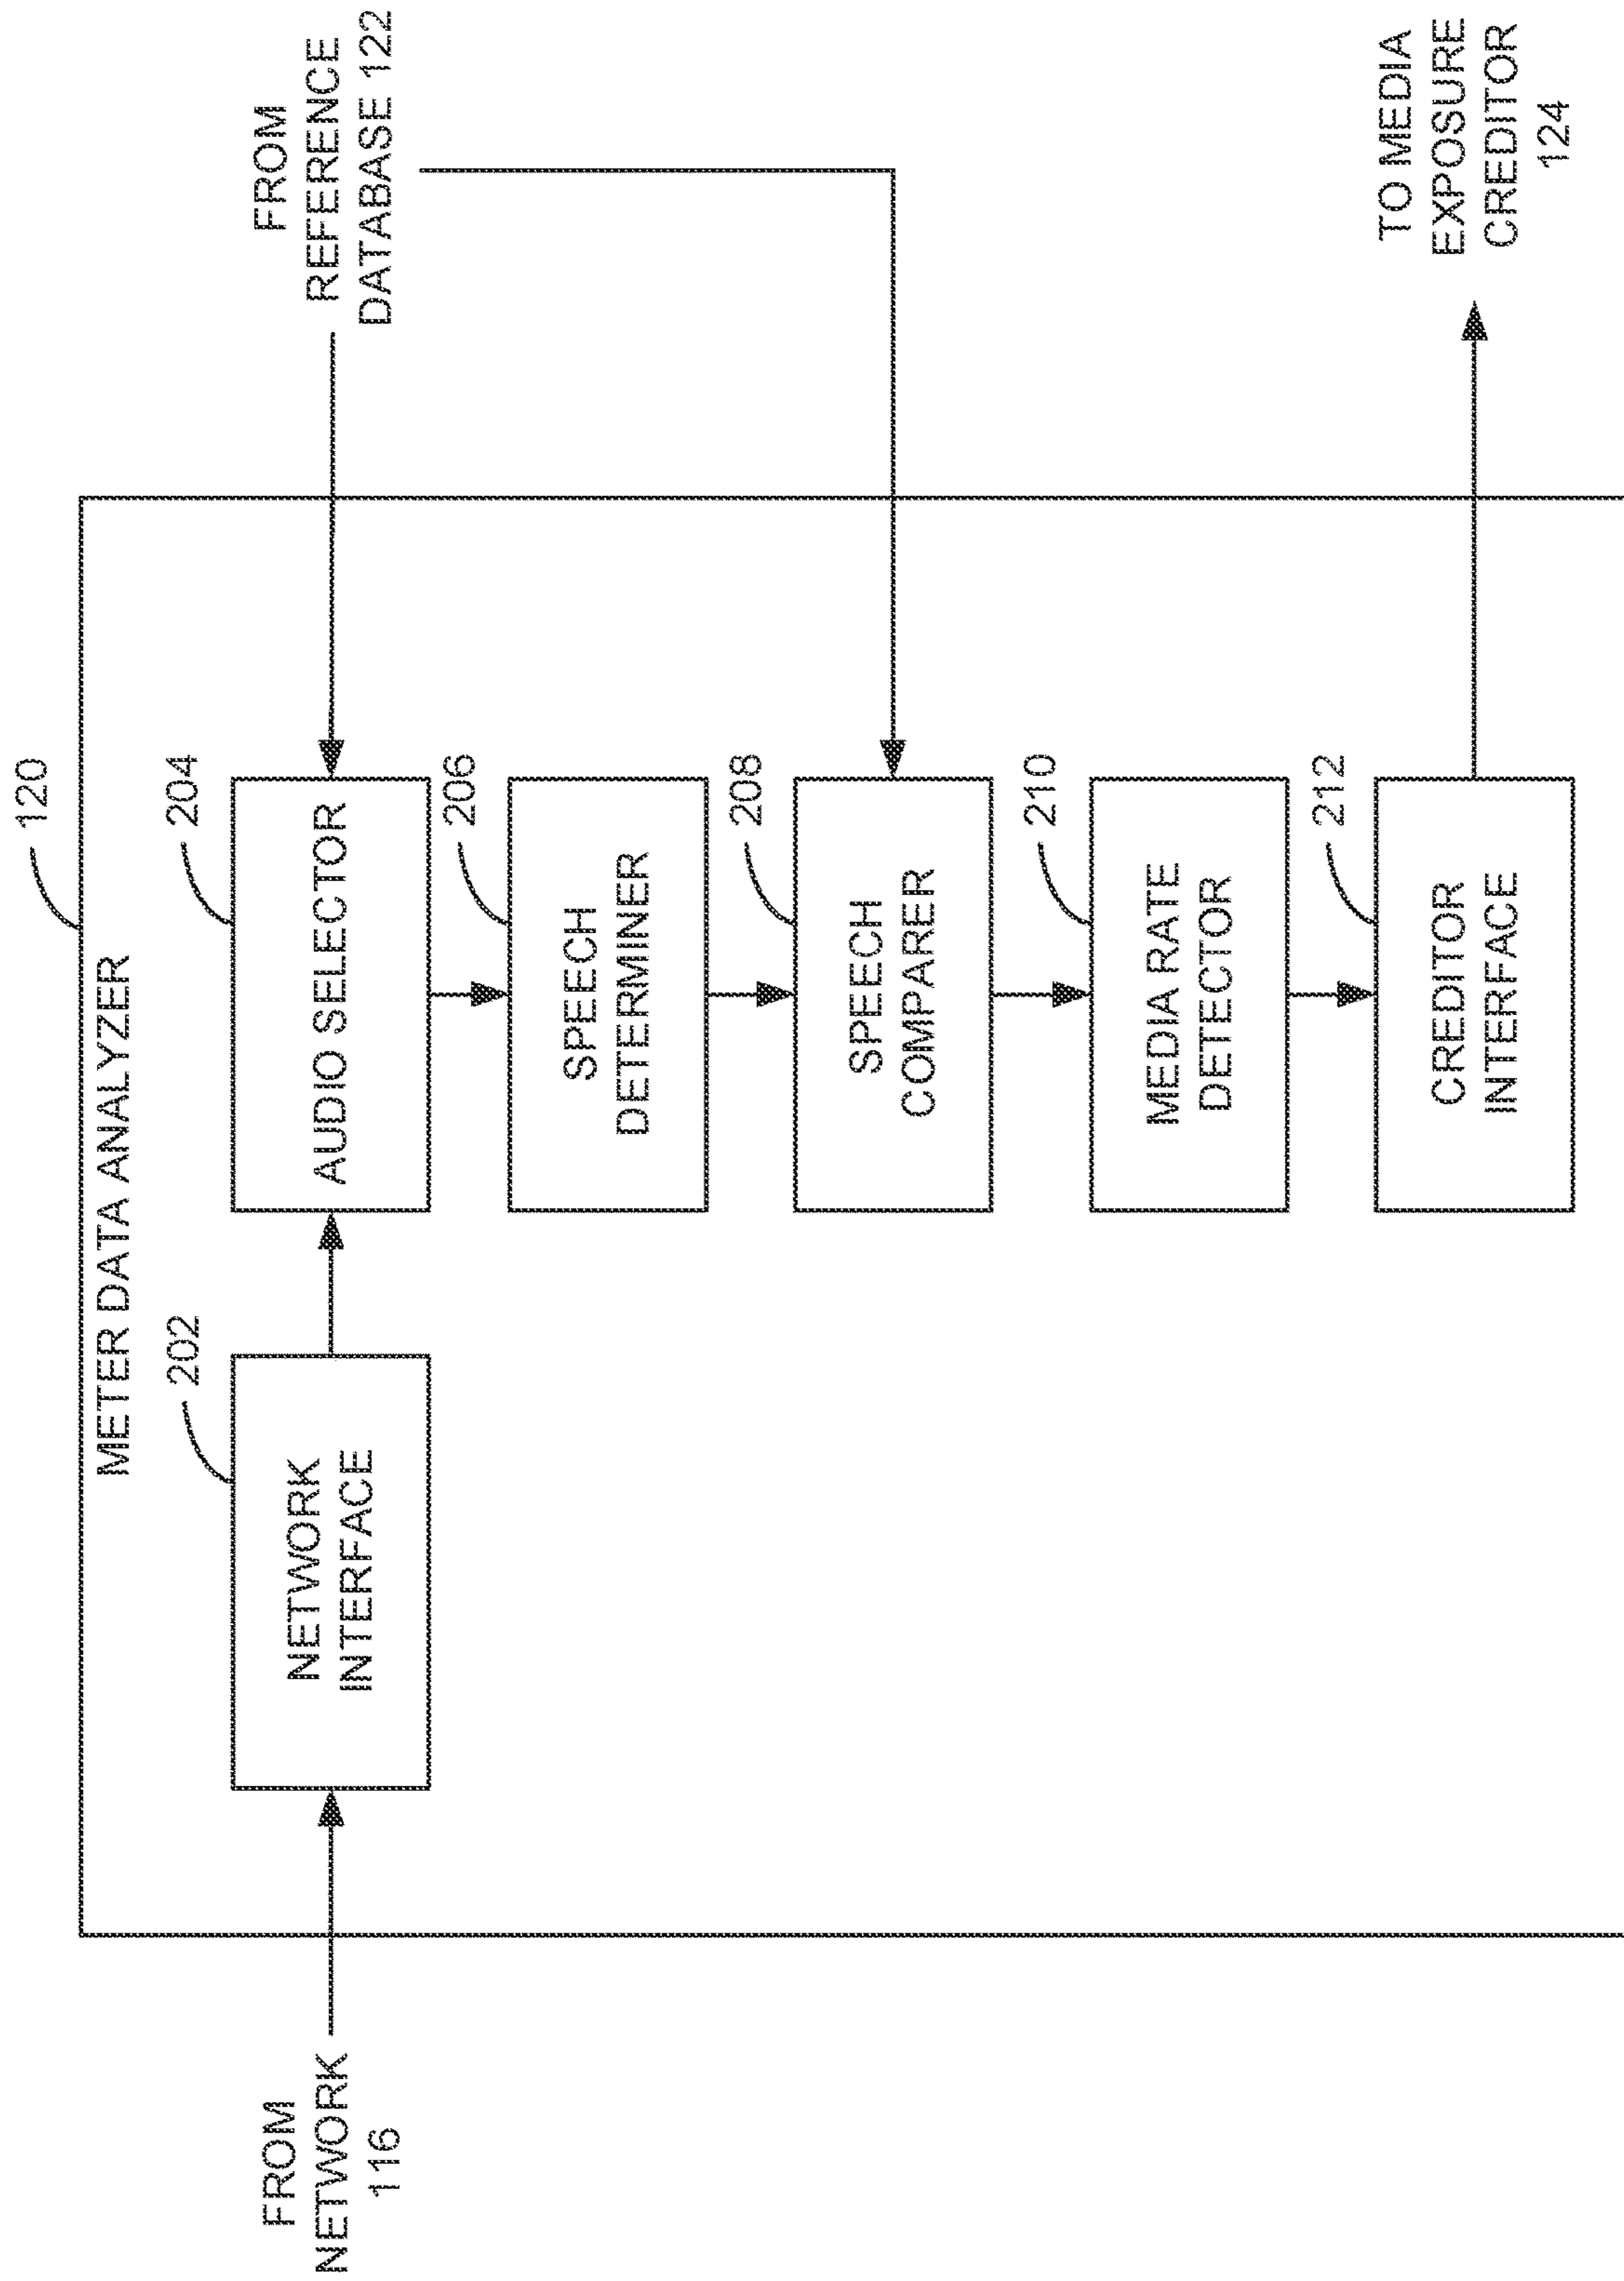 120
METER DATA ANALYZER
FROM
NETWORK
116
202
NETWORK
INTERFACE
204
AUDIO SELECTOR
FROM
REFERENCE
DATABASE 122
206
SPEECH
DETERMINER
208
SPEECH
COMPARER
210
MEDIA RATE
DETECTOR
212
CREDITOR
INTERFACE
TO MEDIA
EXPOSURE
CREDITOR
124